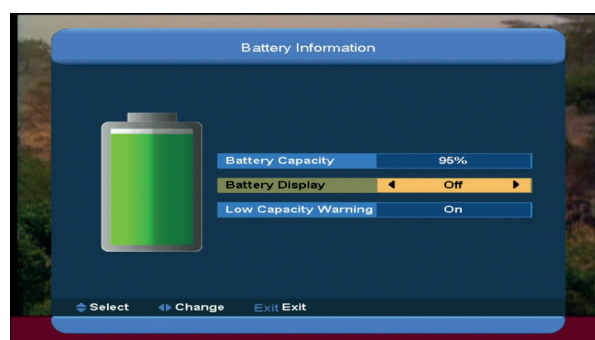 Battery Information
Battery Capacity 95%
Battery Display Off
Low Capacity Warning On
Select Change Exit Exit